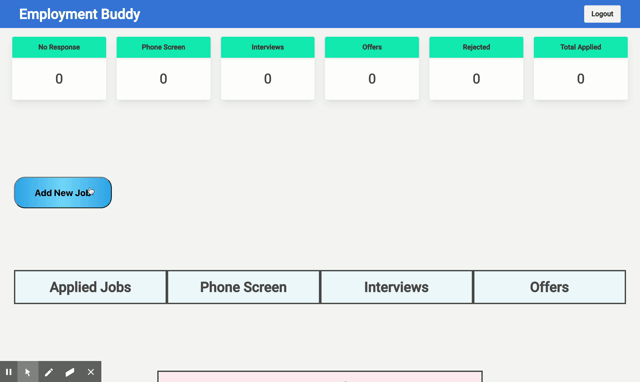 Employment Buddy
Logout
No Response
Phone Screen
Interviews
Offers
Rejected
Total Applied
0
0
0
0
0
0
Add New Job
Applied Jobs
Phone Screen
Interviews
Offers